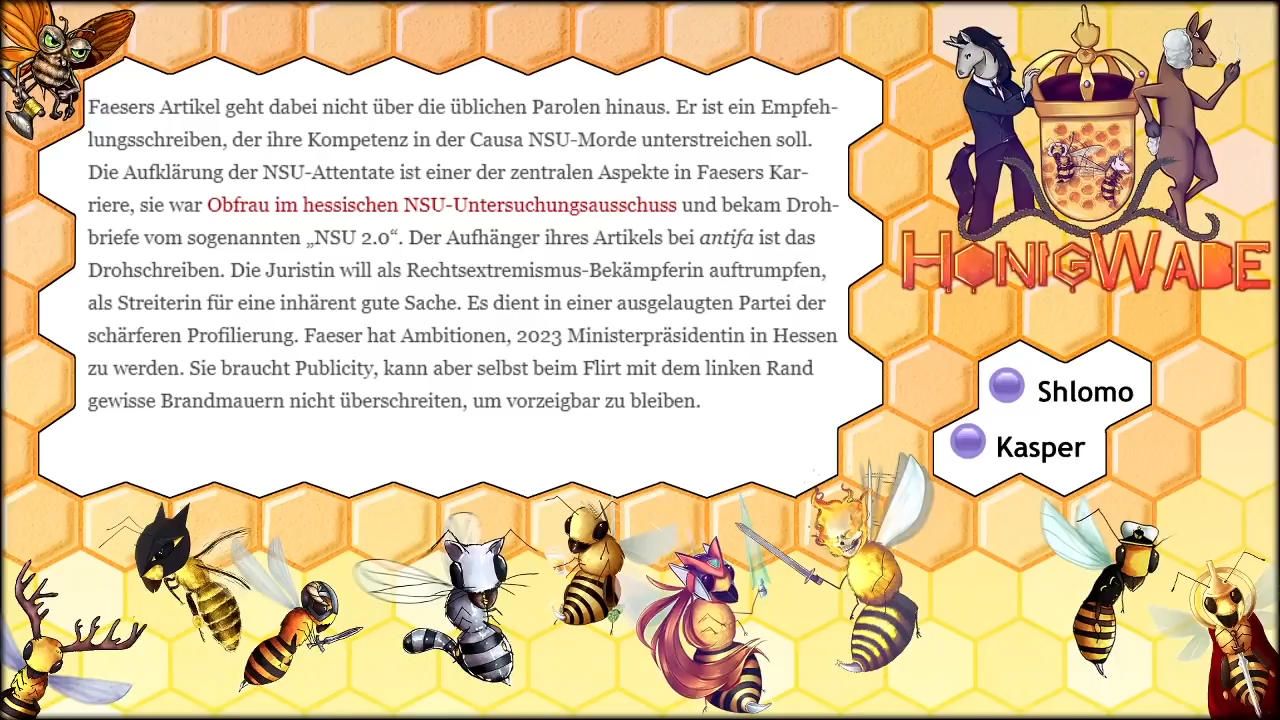 Faesers Artikel geht dabei nicht über die üblichen Parolen hinaus. Er ist ein Empfeh-
lungsschreiben, der ihre Kompetenz in der Causa NSU-Morde unterstreichen soll.
Die Aufklärung der NSU-Attentate ist einer der zentralen Aspekte in Faesers Kar-
riere, sie war Obfrau im hessischen NSU-Untersuchungsausschuss und bekam Droh-
briefe vom sogenannten „NSU 2.0“. Der Aufhänger ihres Artikels bei antifa ist das
Drohschreiben. Die Juristin will als Rechtsextremismus-Bekämpferin auftrumpfen,
als Streiterin für eine inhärent gute Sache. Es dient in einer ausgelaugten Partei der
schärferen Profilierung. Faeser hat Ambitionen, 2023 Ministerpräsidentin in Hessen
zu werden. Sie braucht Publicity, kann aber selbst beim Flirt mit dem linken Rand
gewisse Brandmauern nicht überschreiten, um vorzeigbar zu bleiben.
HONIGWABE
Shlomo
Kasper